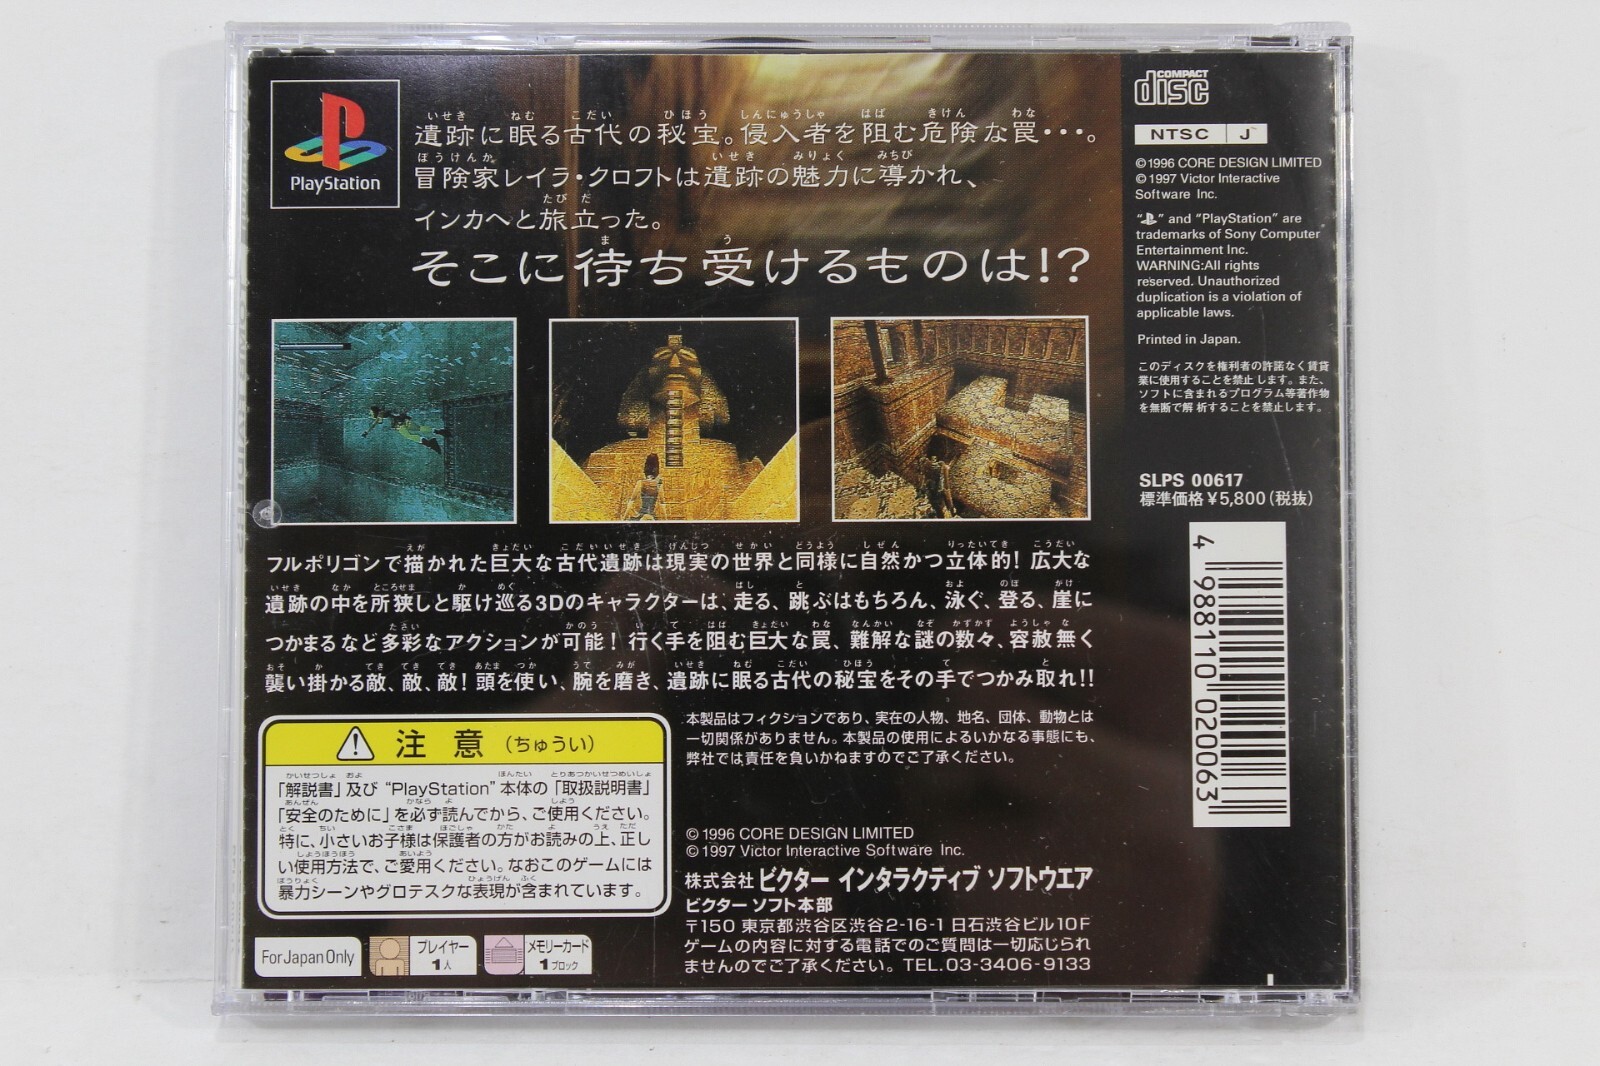 PlayStation
遺跡に眠る古代の秘宝。侵入者を阻む危険な罠・・・。
冒険家レイラ・クロフトは遺跡の魅力に導かれ、
インカへと旅立った。
そこに待ち受けるものは!?
フルポリゴンで描かれた巨大な古代遺跡は現実の世界と同様に自然かつ立体的! 広大な
遺跡の中を所狭しと駆け巡る3Dのキャラクターは、走る、跳ぶはもちろん、泳ぐ、登る、崖に
つかまるなど多彩なアクションが可能! 行く手を阻む巨大な罠、難解な謎の数々、容赦無く
襲い掛かる敵、敵、敵! 頭を使い、腕を磨き、遺跡に眠る古代の秘宝をその手でつかみ取れ!!
注意(ちゅうい)
「解説書」及び“PlayStation”本体の「取扱説明書」
「安全のために」を必ず読んでから、ご使用ください。
特に、小さいお子様は保護者の方がお読みの上、正し
い使用方法で、ご愛用ください。なおこのゲームには
暴力シーンやグロテスクな表現が含まれています。
For Japan Only
プレイヤー
1人
メモリーカード
1ブロック
本製品はフィクションであり、実在の人物、地名、団体、動物とは
一切関係がありません。本製品の使用によるいかなる事態にも、
弊社では責任を負いかねますのでご了承ください。
© 1996 CORE DESIGN LIMITED
© 1997 Victor Interactive Software Inc.
株式会社 ビクター インタラクティブ ソフトウエア
ビクター ソフト本部
〒150 東京都渋谷区渋谷2-16-1 日石渋谷ビル10F
ゲームの内容に対する電話でのご質問は一切応じられ
ませんのでご了承ください。TEL.03-3406-9133
COMPACT
disc
NTSC J
© 1996 CORE DESIGN LIMITED
© 1997 Victor Interactive
Software Inc.
“ ” and “PlayStation” are
trademarks of Sony Computer
Entertainment Inc.
WARNING:All rights
reserved. Unauthorized
duplication is a violation of
applicable laws.
Printed in Japan.
このディスクを権利者の許諾なく賃貸
業に使用することを禁止します。また、
ソフトに含まれるプログラム等著作物
を無断で解析することを禁止します。
SLPS 00617
標準価格￥5,800(税抜)
4 988110 020063